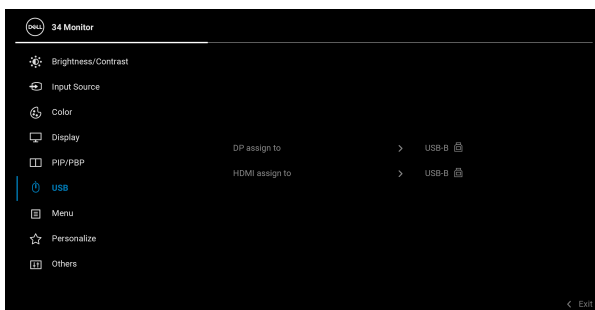 DELL
34 Monitor
Brightness/Contrast
Input Source
Color
Display
DP assign to USB-B
PIP/PBP
HDMI assign to USB-B
USB
Menu
Personalize
Others
Exit